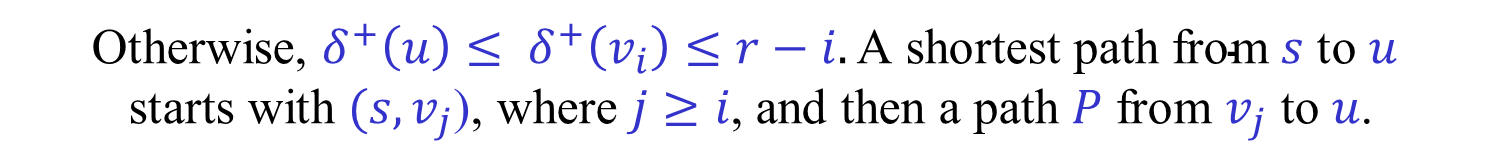 Otherwise, δ⁺(u) ≤ δ⁺(vᵢ) ≤ r − i. A shortest path from s to u
starts with (s, vⱼ), where j ≥ i, and then a path P from vⱼ to u.